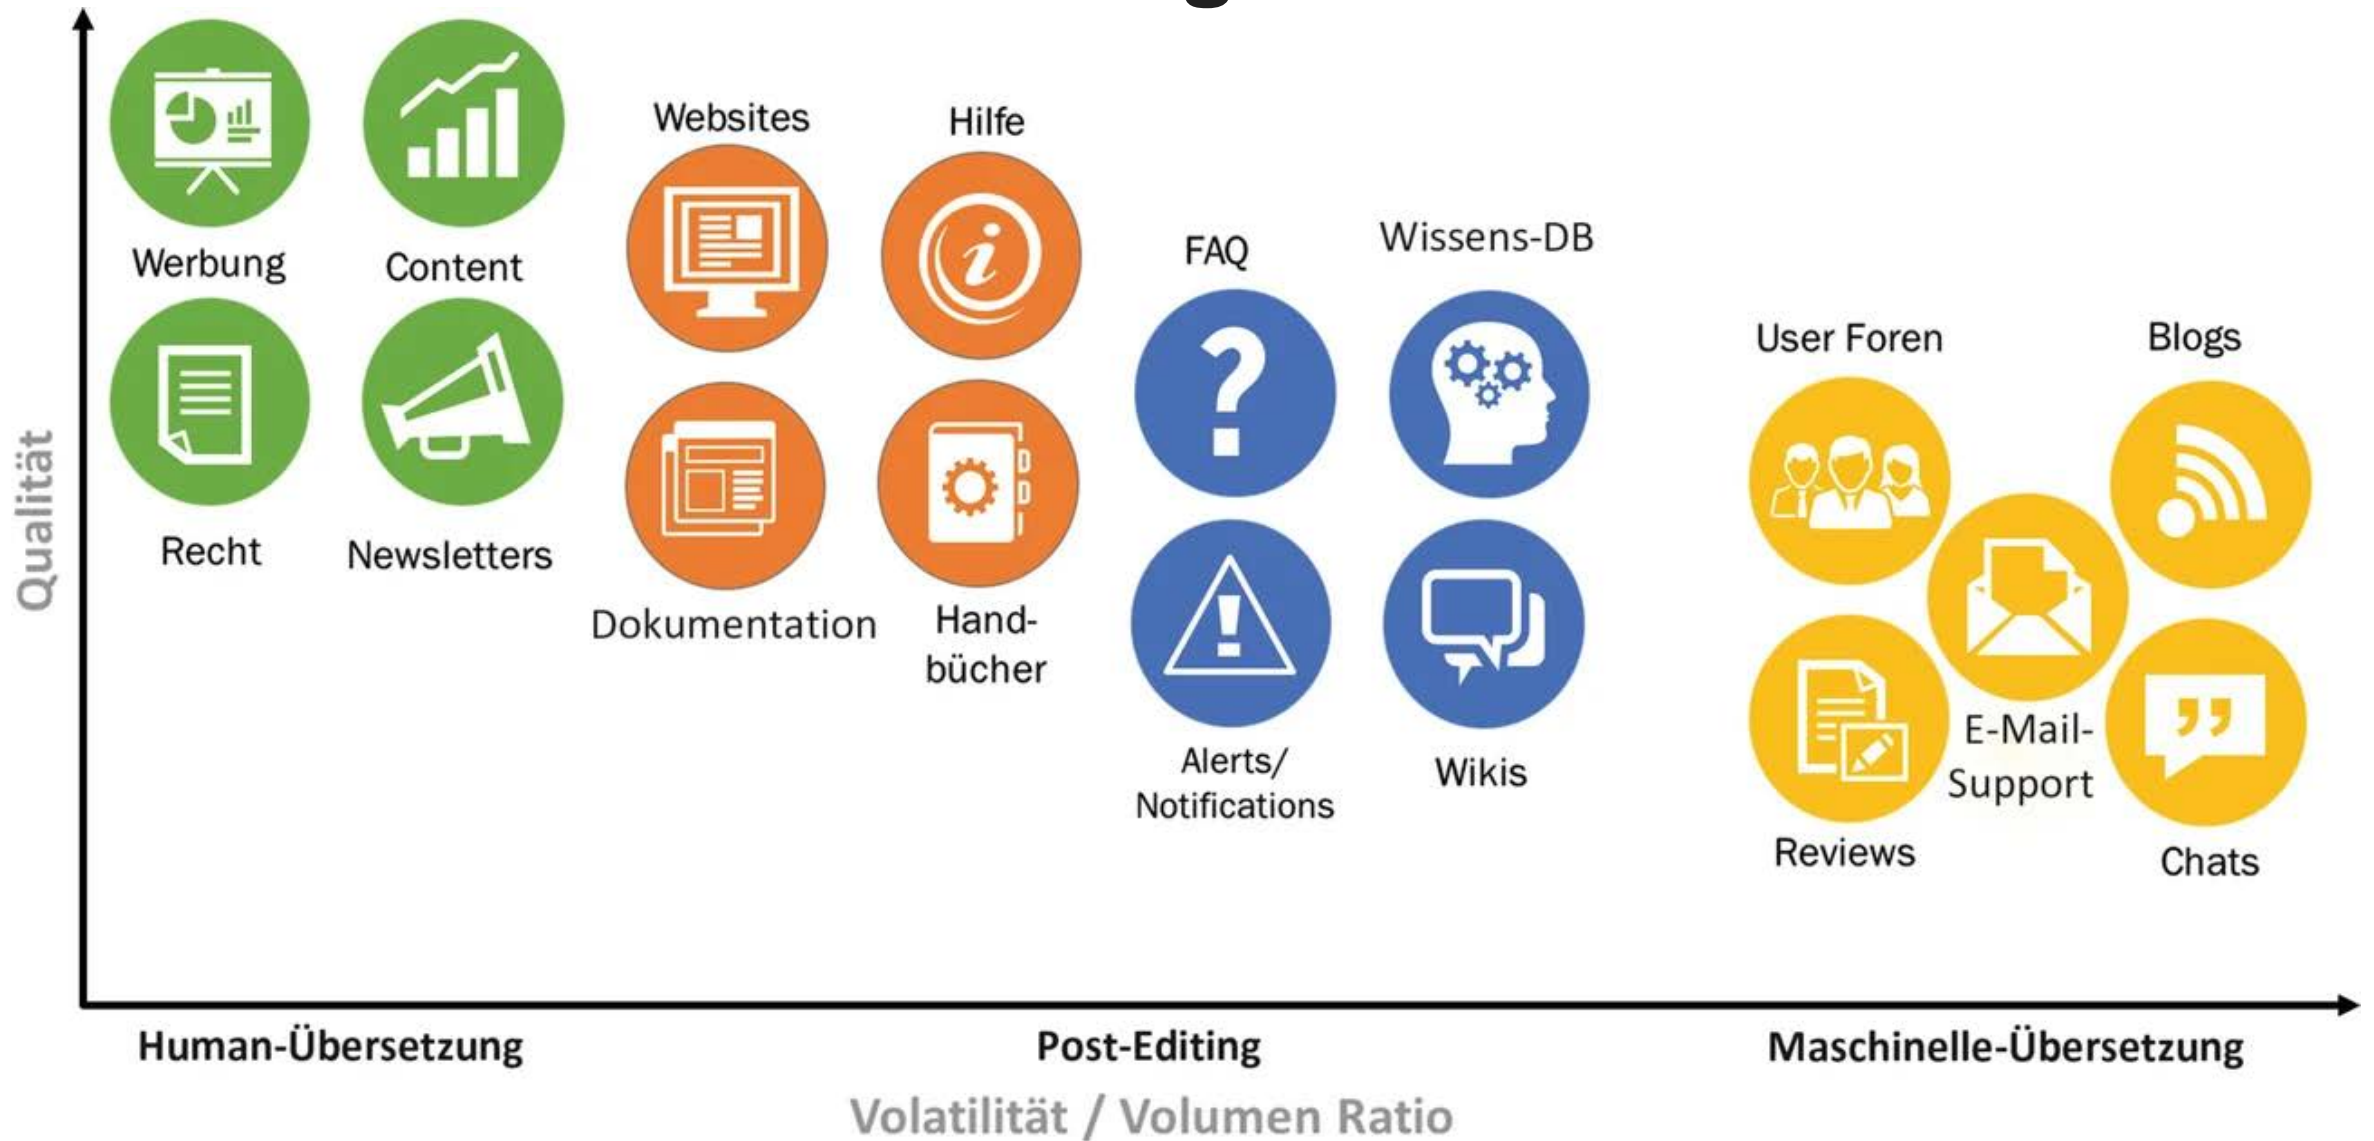 Websites
Hilfe
Werbung
Content
FAQ
Wissens-DB
User Foren
Blogs
Qualität
Recht
Newsletters
Dokumentation
Hand-
bücher
Alerts/
Notifications
Wikis
E-Mail-
Support
Reviews
Chats
Human-Übersetzung
Post-Editing
Maschinelle-Übersetzung
Volatilität / Volumen Ratio